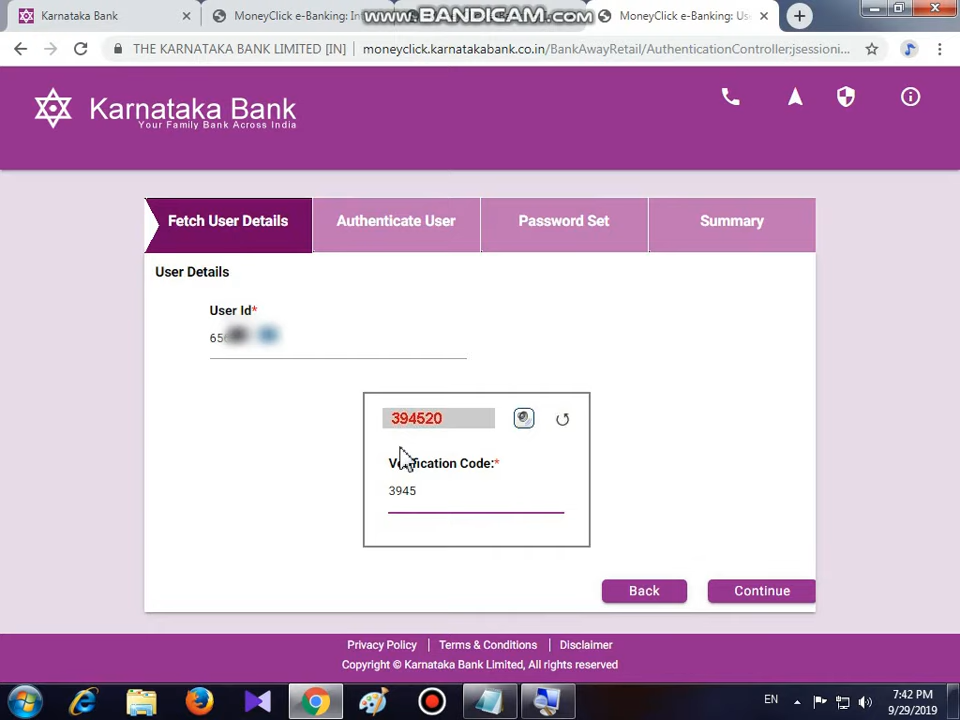 Karnataka Bank
MoneyClick e-Banking: In
www.BANDICAM.com
MoneyClick e-Banking: Us
THE KARNATAKA BANK LIMITED [IN]
moneyclick.karnatakabank.co.in/BankAwayRetail/AuthenticationController;jsessioni...
Karnataka Bank
Your Family Bank Across India
Fetch User Details
Authenticate User
Password Set
Summary
User Details
User Id*
394520
Verification Code:*
3945
Back
Continue
Privacy Policy
Terms & Conditions
Disclaimer
Copyright © Karnataka Bank Limited, All rights reserved
EN
7:42 PM
9/29/2019